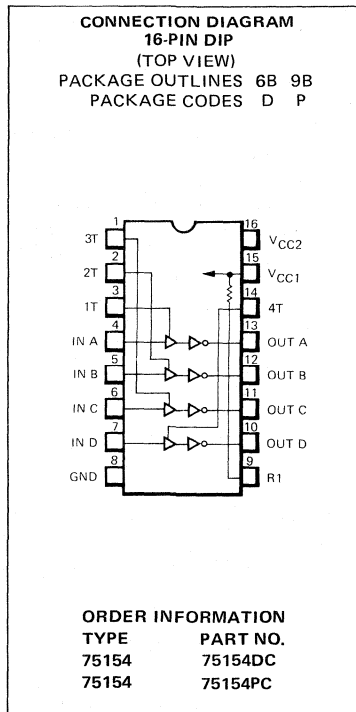 CONNECTION DIAGRAM
16-PIN DIP
(TOP VIEW)
PACKAGE OUTLINES 6B 9B
PACKAGE CODES D P
1
3T
2
2T
3
1T
4
IN A
5
IN B
6
IN C
7
IN D
8
GND
16
VCC2
15
VCC1
14
4T
13
OUT A
12
OUT B
11
OUT C
10
OUT D
9
R1
ORDER INFORMATION
TYPE PART NO.
75154 75154DC
75154 75154PC